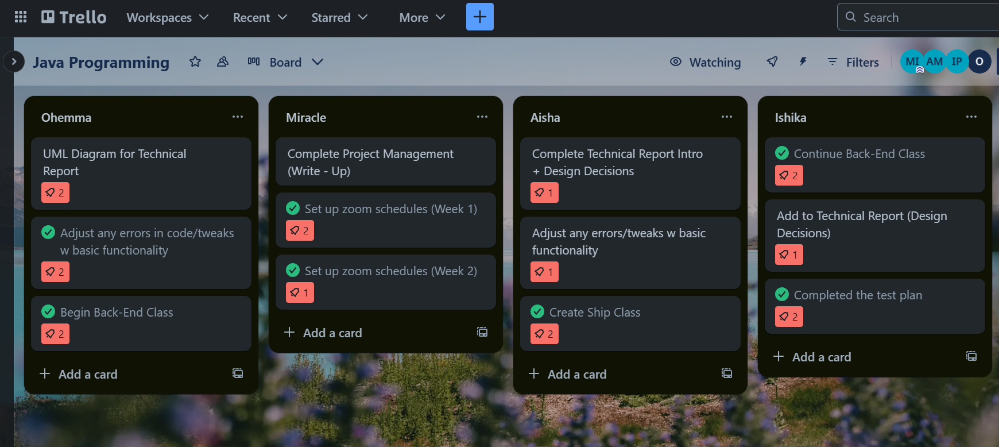 Trello Workspaces Recent Starred More Search
Java Programming Board Watching Filters MI AM IP O
Ohemma
UML Diagram for Technical
Report
2
Adjust any errors in code/tweaks
w basic functionality
2
Begin Back-End Class
2
Add a card
Miracle
Complete Project Management
(Write - Up)
Set up zoom schedules (Week 1)
2
Set up zoom schedules (Week 2)
1
Add a card
Aisha
Complete Technical Report Intro
+ Design Decisions
1
Adjust any errors/tweaks w basic
functionality
1
Create Ship Class
2
Add a card
Ishika
Continue Back-End Class
2
Add to Technical Report (Design
Decisions)
1
Completed the test plan
2
Add a card